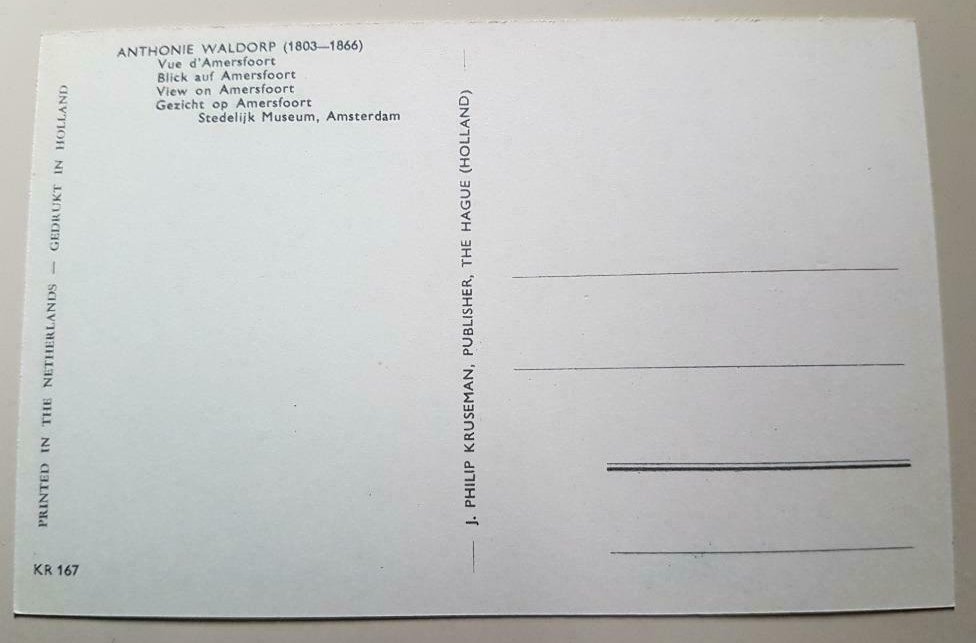 ANTHONIE WALDORP (1803—1866)
Vue d'Amersfoort
Blick auf Amersfoort
View on Amersfoort
Gezicht op Amersfoort
Stedelijk Museum, Amsterdam
PRINTED IN THE NETHERLANDS — GEDRUKT IN HOLLAND
KR 167
J. PHILIP KRUSEMAN, PUBLISHER, THE HAGUE (HOLLAND)